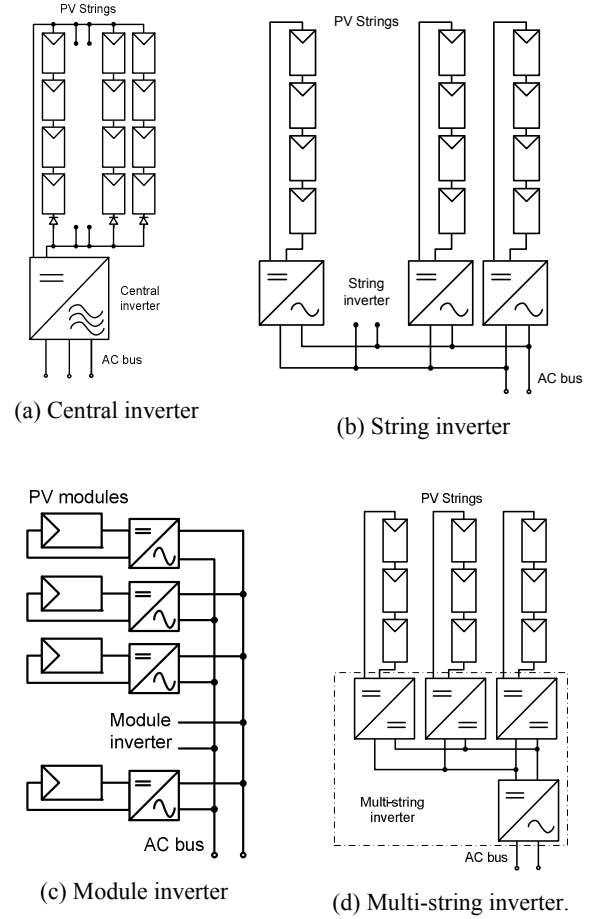 PV Strings
Central
inverter
AC bus
(a) Central inverter
PV Strings
String
inverter
AC bus
(b) String inverter
PV modules
Module
inverter
AC bus
(c) Module inverter
PV Strings
Multi-string
inverter
AC bus
(d) Multi-string inverter.